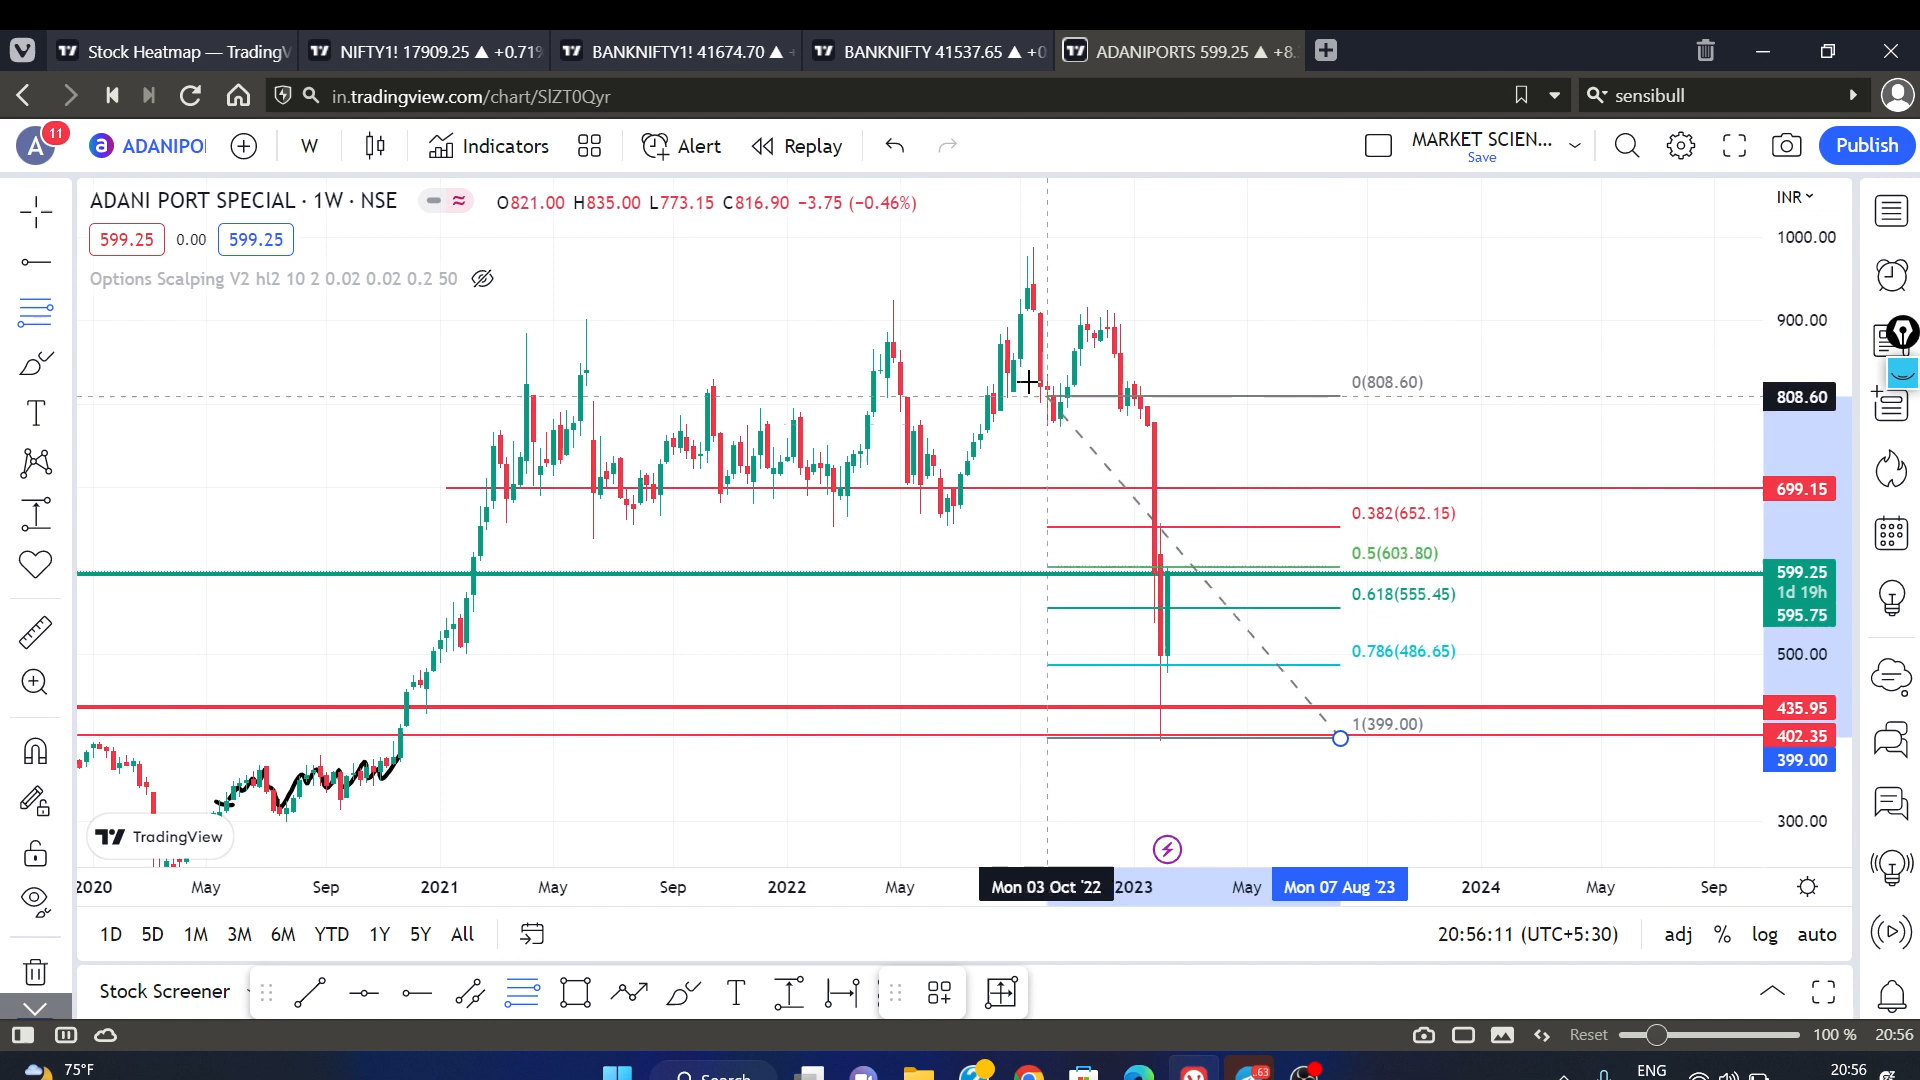 Stock Heatmap — TradingV
NIFTY1! 17909.25 ▲ +0.71%
BANKNIFTY1! 41674.70 ▲
BANKNIFTY 41537.65 ▲ +0
ADANIPORTS 599.25 ▲ +8.
in.tradingview.com/chart/SlZT0Qyr
sensibull
A
11
ADANIPO
W
Indicators
Alert
Replay
MARKET SCIEN...
Save
Publish
ADANI PORT SPECIAL · 1W · NSE
O821.00 H835.00 L773.15 C816.90 −3.75 (−0.46%)
599.25
0.00
599.25
Options Scalping V2 hl2 10 2 0.02 0.02 0.2 50
INR
1000.00
900.00
808.60
699.15
599.25
1d 19h
595.75
500.00
435.95
402.35
399.00
300.00
0(808.60)
0.382(652.15)
0.5(603.80)
0.618(555.45)
0.786(486.65)
1(399.00)
TradingView
2020 May Sep 2021 May Sep 2022 May Mon 03 Oct '22 2023 May Mon 07 Aug '23 2024 May Sep
1D 5D 1M 3M 6M YTD 1Y 5Y All
20:56:11 (UTC+5:30)
adj % log auto
Stock Screener
Reset
100 %
20:56
75°F
Search
63
ENG
20:56